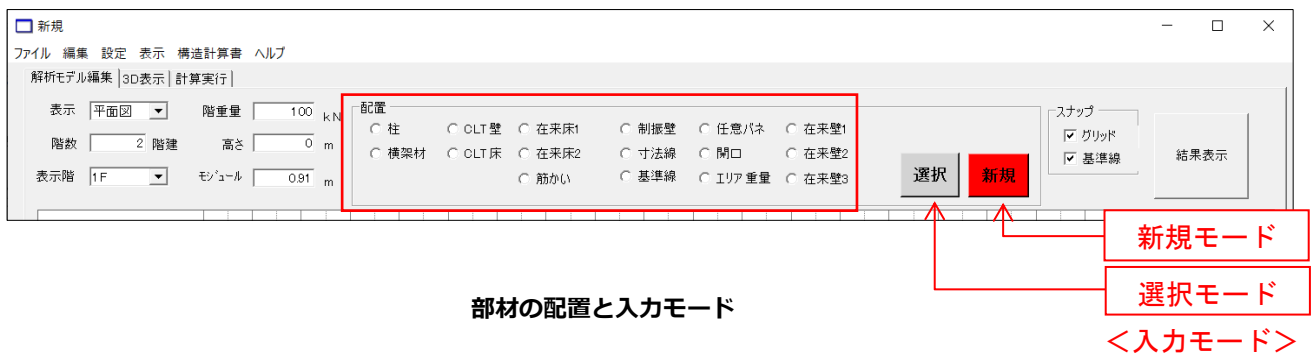 新規
ファイル 編集 設定 表示 構造計算書 ヘルプ
解析モデル編集 3D表示 計算実行
表示 平面図 階重量 100 kN
階数 2 階建 高さ 0 m
表示階 1F モジュール 0.91 m
配置
柱 CLT壁 在来床1 制振壁 任意バネ 在来壁1
横架材 CLT床 在来床2 寸法線 開口 在来壁2
筋かい 基準線 エリア重量 在来壁3
選択 新規
スナップ
グリッド
基準線
結果表示
新規モード
選択モード
<入力モード>
部材の配置と入力モード